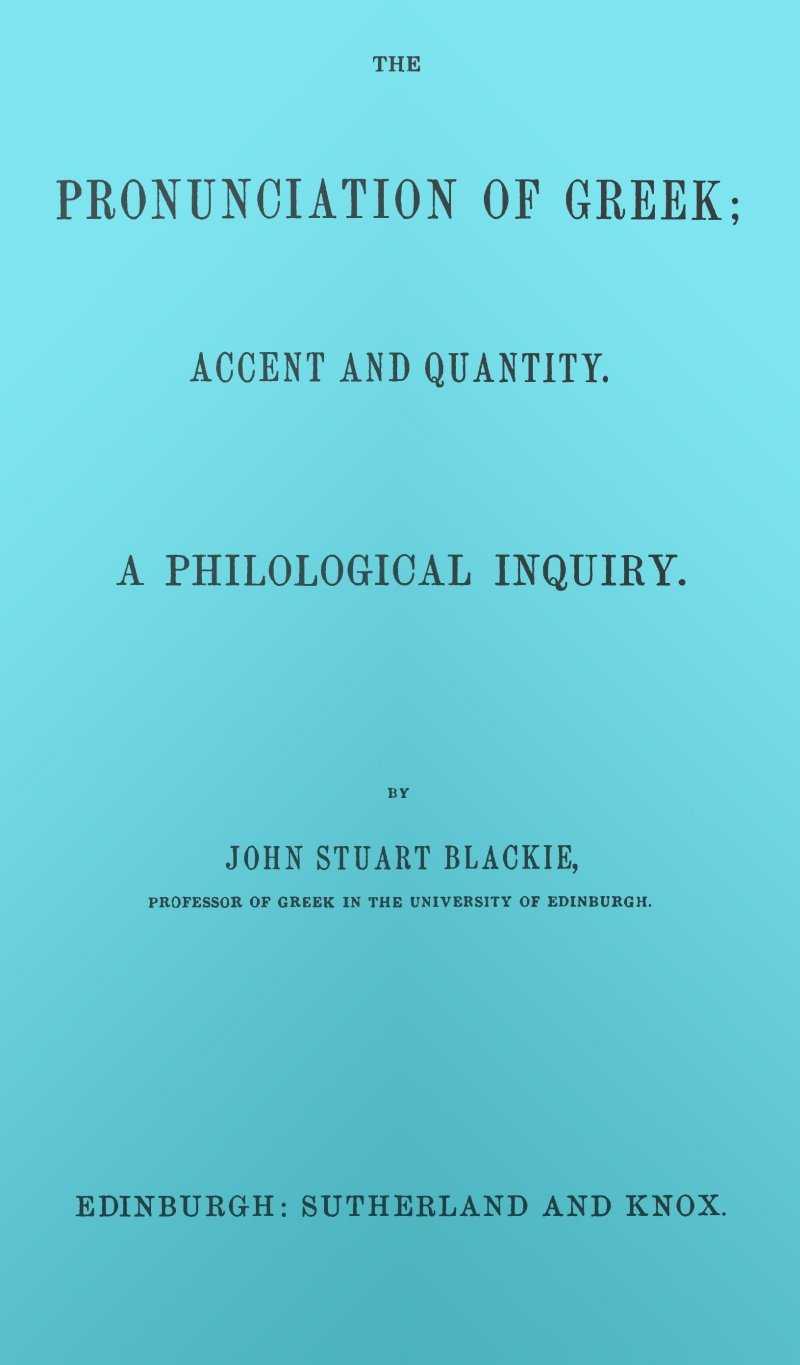 THE
PRONUNCIATION OF GREEK;
ACCENT AND QUANTITY.
A PHILOLOGICAL INQUIRY.
BY
JOHN STUART BLACKIE,
PROFESSOR OF GREEK IN THE UNIVERSITY OF EDINBURGH.
EDINBURGH: SUTHERLAND AND KNOX.